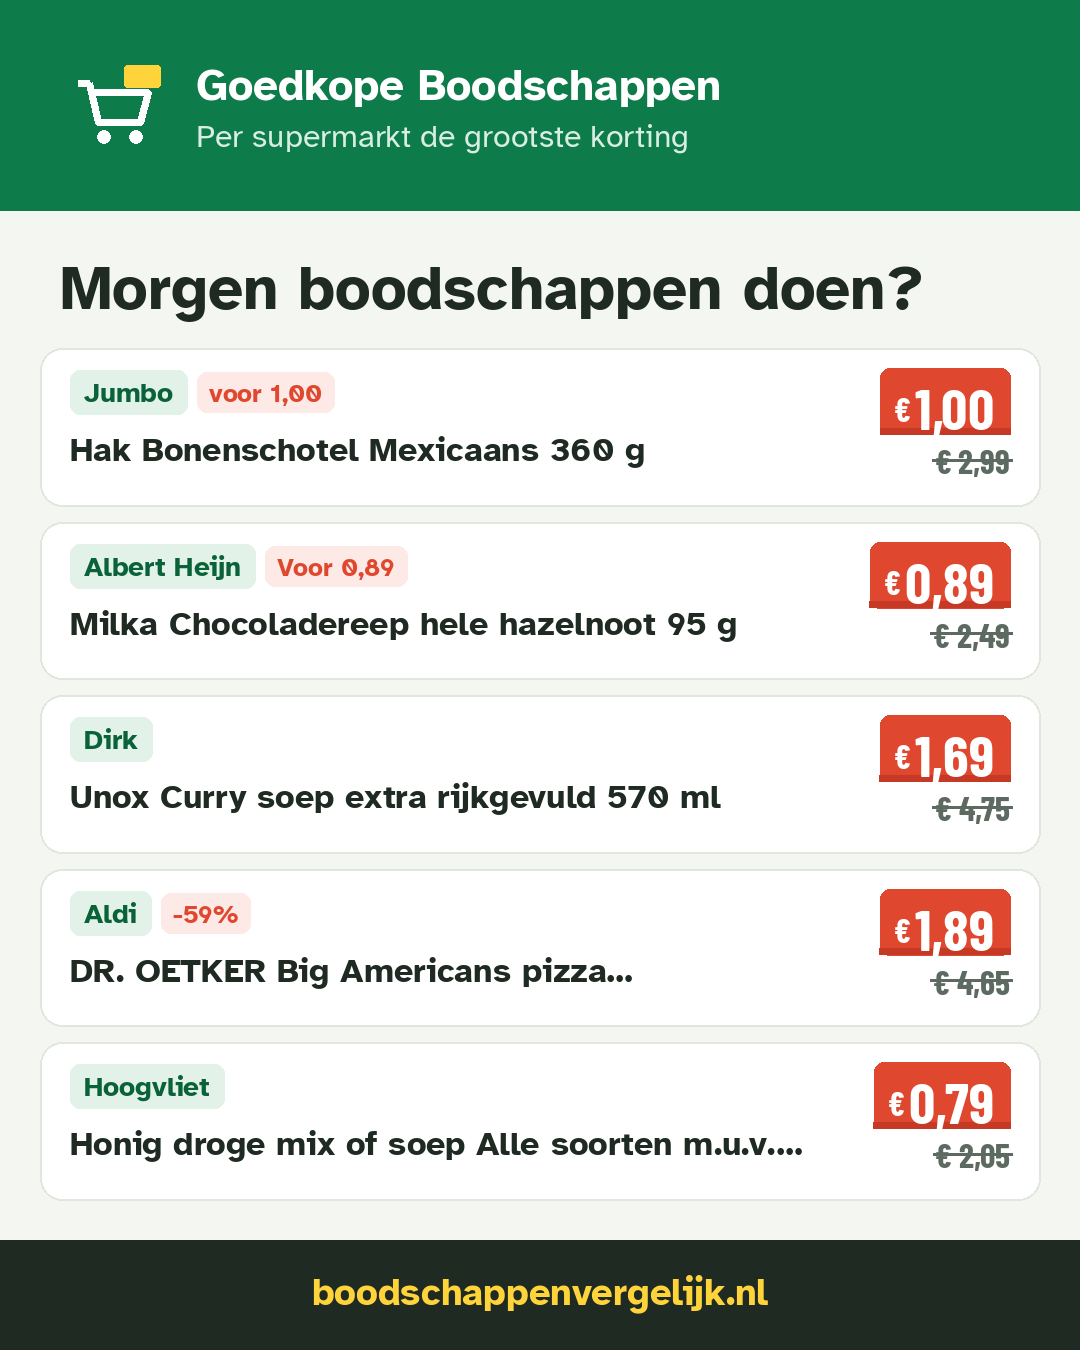 Goedkope Boodschappen
Per supermarkt de grootste korting
Morgen boodschappen doen?
Jumbo voor 1,00
€ 1,00
Hak Bonenschotel Mexicaans 360 g
€ 2,99
Albert Heijn Voor 0,89
€ 0,89
Milka Chocoladereep hele hazelnoot 95 g
€ 2,49
Dirk
€ 1,69
Unox Curry soep extra rijkgevuld 570 ml
€ 4,75
Aldi -59%
€ 1,89
DR. OETKER Big Americans pizza...
€ 4,65
Hoogvliet
€ 0,79
Honig droge mix of soep Alle soorten m.u.v....
€ 2,05
boodschappenvergelijk.nl